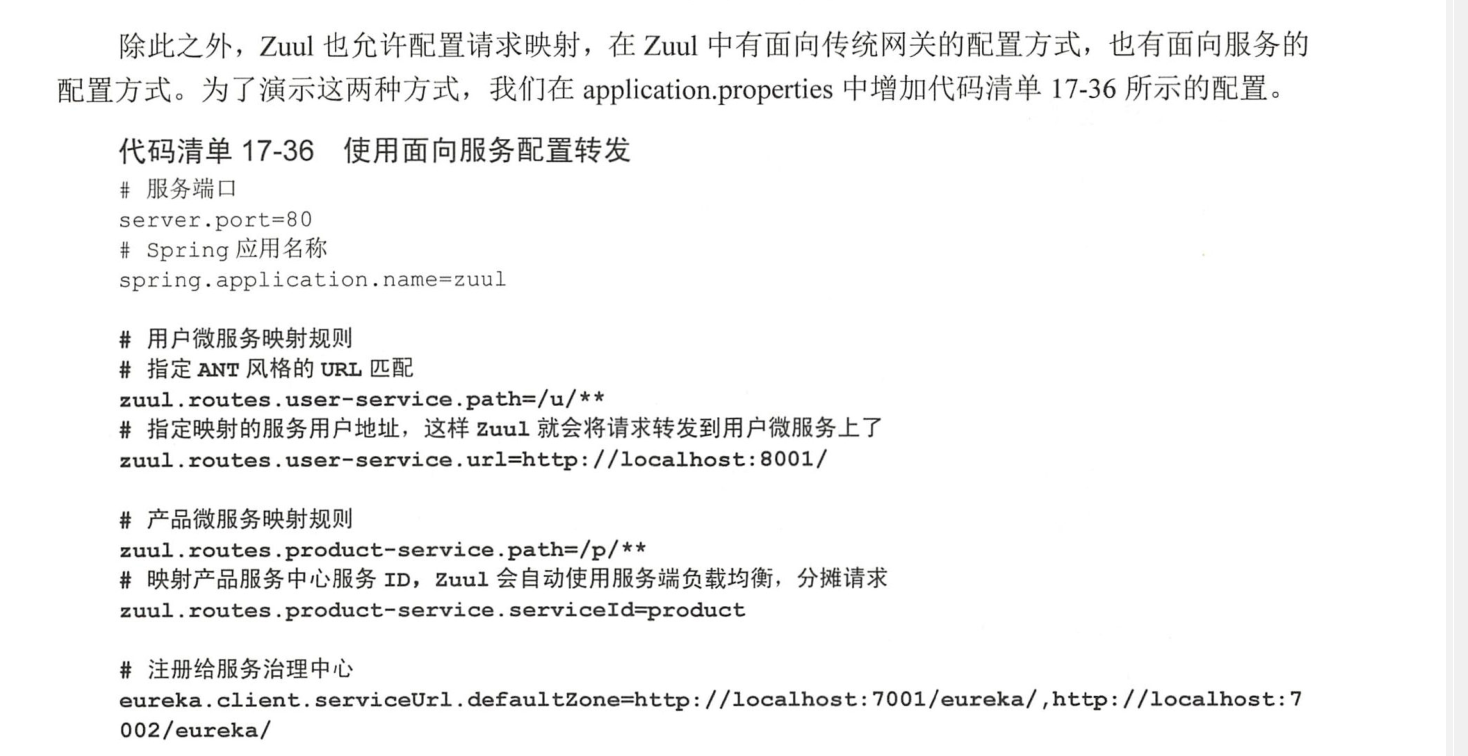 除此之外，Zuul 也允许配置请求映射，在 Zuul 中有面向传统网关的配置方式，也有面向服务的
配置方式。为了演示这两种方式，我们在 application.properties 中增加代码清单 17-36 所示的配置。
代码清单 17-36 使用面向服务配置转发
# 服务端口
server.port=80
# Spring 应用名称
spring.application.name=zuul
# 用户微服务映射规则
# 指定 ANT 风格的 URL 匹配
zuul.routes.user-service.path=/u/**
# 指定映射的服务用户地址，这样 Zuul 就会将请求转发到用户微服务上了
zuul.routes.user-service.url=http://localhost:8001/
# 产品微服务映射规则
zuul.routes.product-service.path=/p/**
# 映射产品服务中心服务 ID，Zuul 会自动使用服务端负载均衡，分摊请求
zuul.routes.product-service.serviceId=product
# 注册给服务治理中心
eureka.client.serviceUrl.defaultZone=http://localhost:7001/eureka/,http://localhost:7
002/eureka/